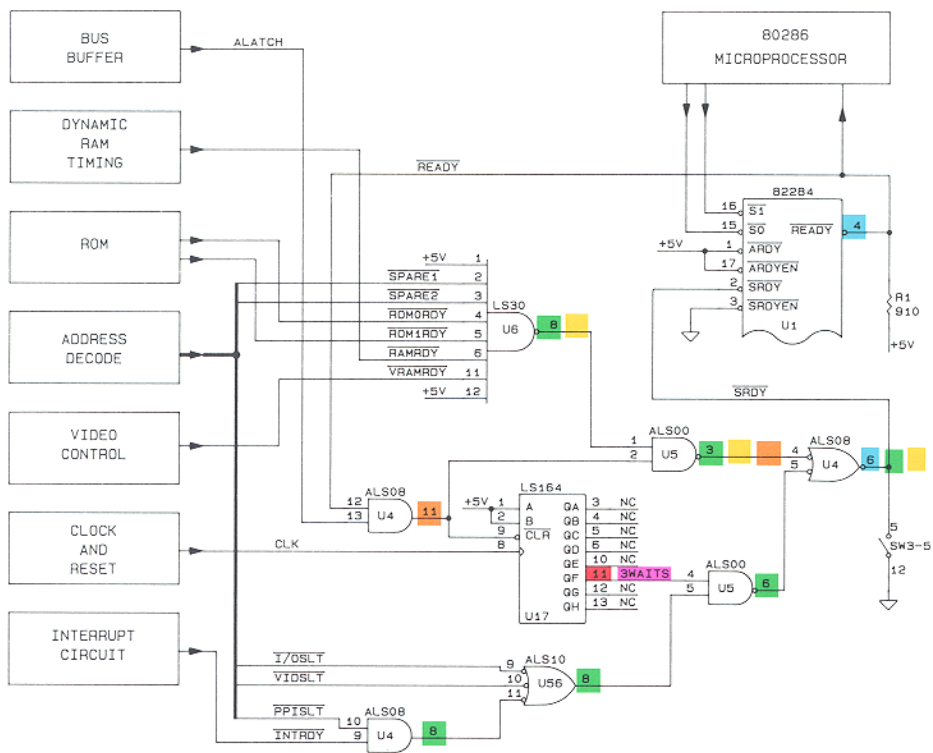 BUS
BUFFER
ALATCH
80286
MICROPROCESSOR
DYNAMIC
RAM
TIMING
READY
82284
16 S1
15 S0
READY 4
+5V
1 ARDY
17 ARDYEN
2 SRDY
3 SRDYEN
U1
R1
910
+5V
ROM
+5V 1
SPARE1 2
SPARE2 3
ROM0RDY 4
ROM1RDY 5
RAMRDY 6
VRAMRDY 11
+5V 12
LS30
U6
8
ADDRESS
DECODE
SRDY
VIDEO
CONTROL
1
2
ALS00
U5
3
ALS08
4
5
U4
6
ALS08
12
13
U4
11
LS164
+5V
1 A
2 B
9 CLR
8
QA 3 NC
QB 4 NC
QC 5 NC
QD 6 NC
QE 10 NC
QF 11 3WAITS
QG 12 NC
QH 13 NC
U17
5
SW3-5
12
CLOCK
AND
RESET
CLK
ALS00
4
5
U5
6
INTERRUPT
CIRCUIT
I/OSLT 9
VIDSLT 10
11
ALS10
U56
8
PPISLT 10
INTRDY 9
ALS08
U4
8